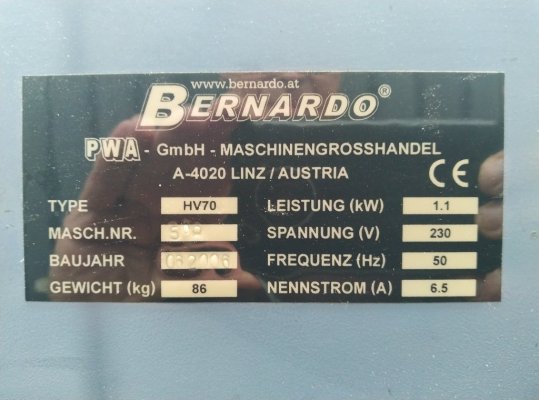 www.bernardo.at
BERNARDO®
PWA - GmbH - MASCHINENGROSSHANDEL
A-4020 LINZ / AUSTRIA
CE
TYPE HV70 LEISTUNG (kW) 1.1
MASCH.NR. SPANNUNG (V) 230
BAUJAHR FREQUENZ (Hz) 50
GEWICHT (kg) 86 NENNSTROM (A) 6.5